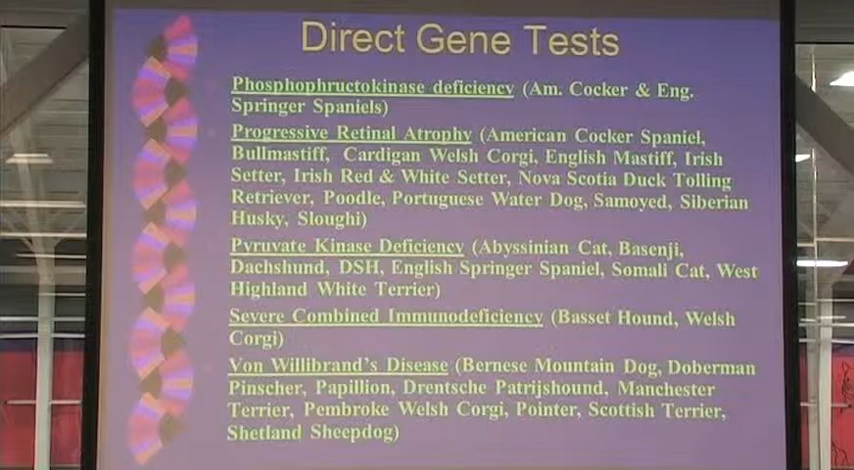 Direct Gene Tests
Phosphophructokinase deficiency (Am. Cocker & Eng.
Springer Spaniels)
Progressive Retinal Atrophy (American Cocker Spaniel,
Bullmastiff, Cardigan Welsh Corgi, English Mastiff, Irish
Setter, Irish Red & White Setter, Nova Scotia Duck Tolling
Retriever, Poodle, Portuguese Water Dog, Samoyed, Siberian
Husky, Sloughi)
Pyruvate Kinase Deficiency (Abyssinian Cat, Basenji,
Dachshund, DSH, English Springer Spaniel, Somali Cat, West
Highland White Terrier)
Severe Combined Immunodeficiency (Basset Hound, Welsh
Corgi)
Von Willibrand's Disease (Bernese Mountain Dog, Doberman
Pinscher, Papillion, Drentsche Patrijshound, Manchester
Terrier, Pembroke Welsh Corgi, Pointer, Scottish Terrier,
Shetland Sheepdog)